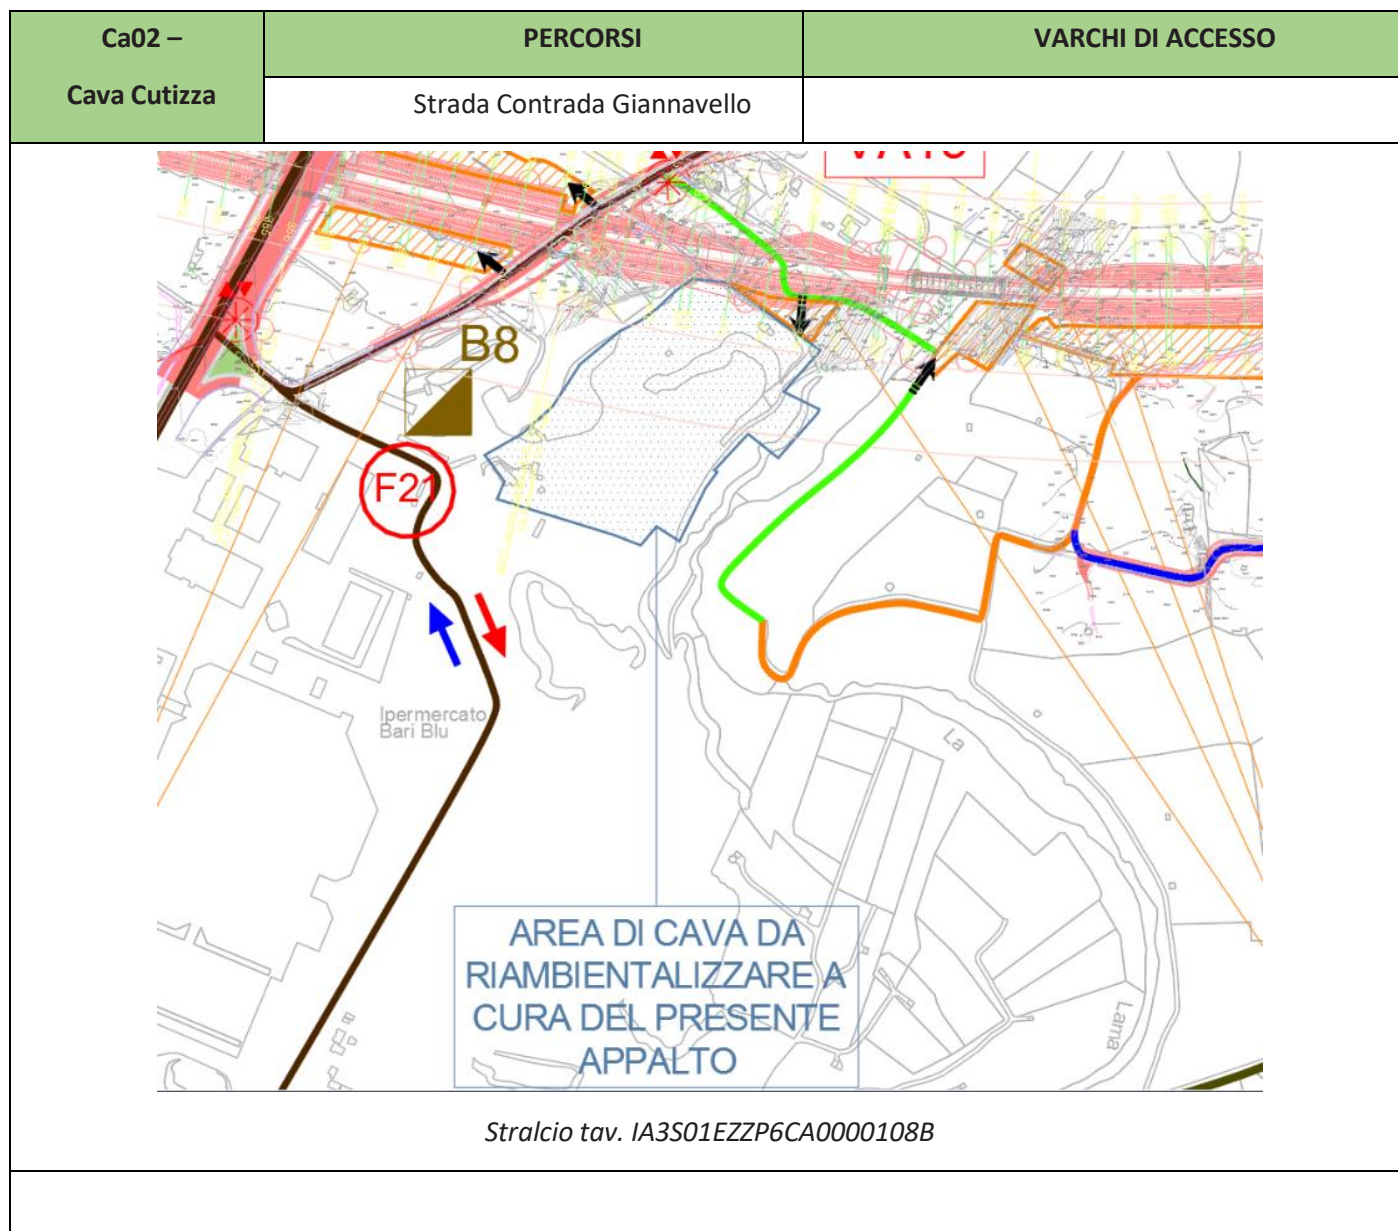 Ca02 –
Cava Cutizza
PERCORSI
VARCHI DI ACCESSO
Strada Contrada Giannavello
B8
F21
Ipermercato
Bari Blu
La
Lama
AREA DI CAVA DA
RIAMBIENTALIZZARE A
CURA DEL PRESENTE
APPALTO
Stralcio tav. IA3S01EZZP6CA0000108B